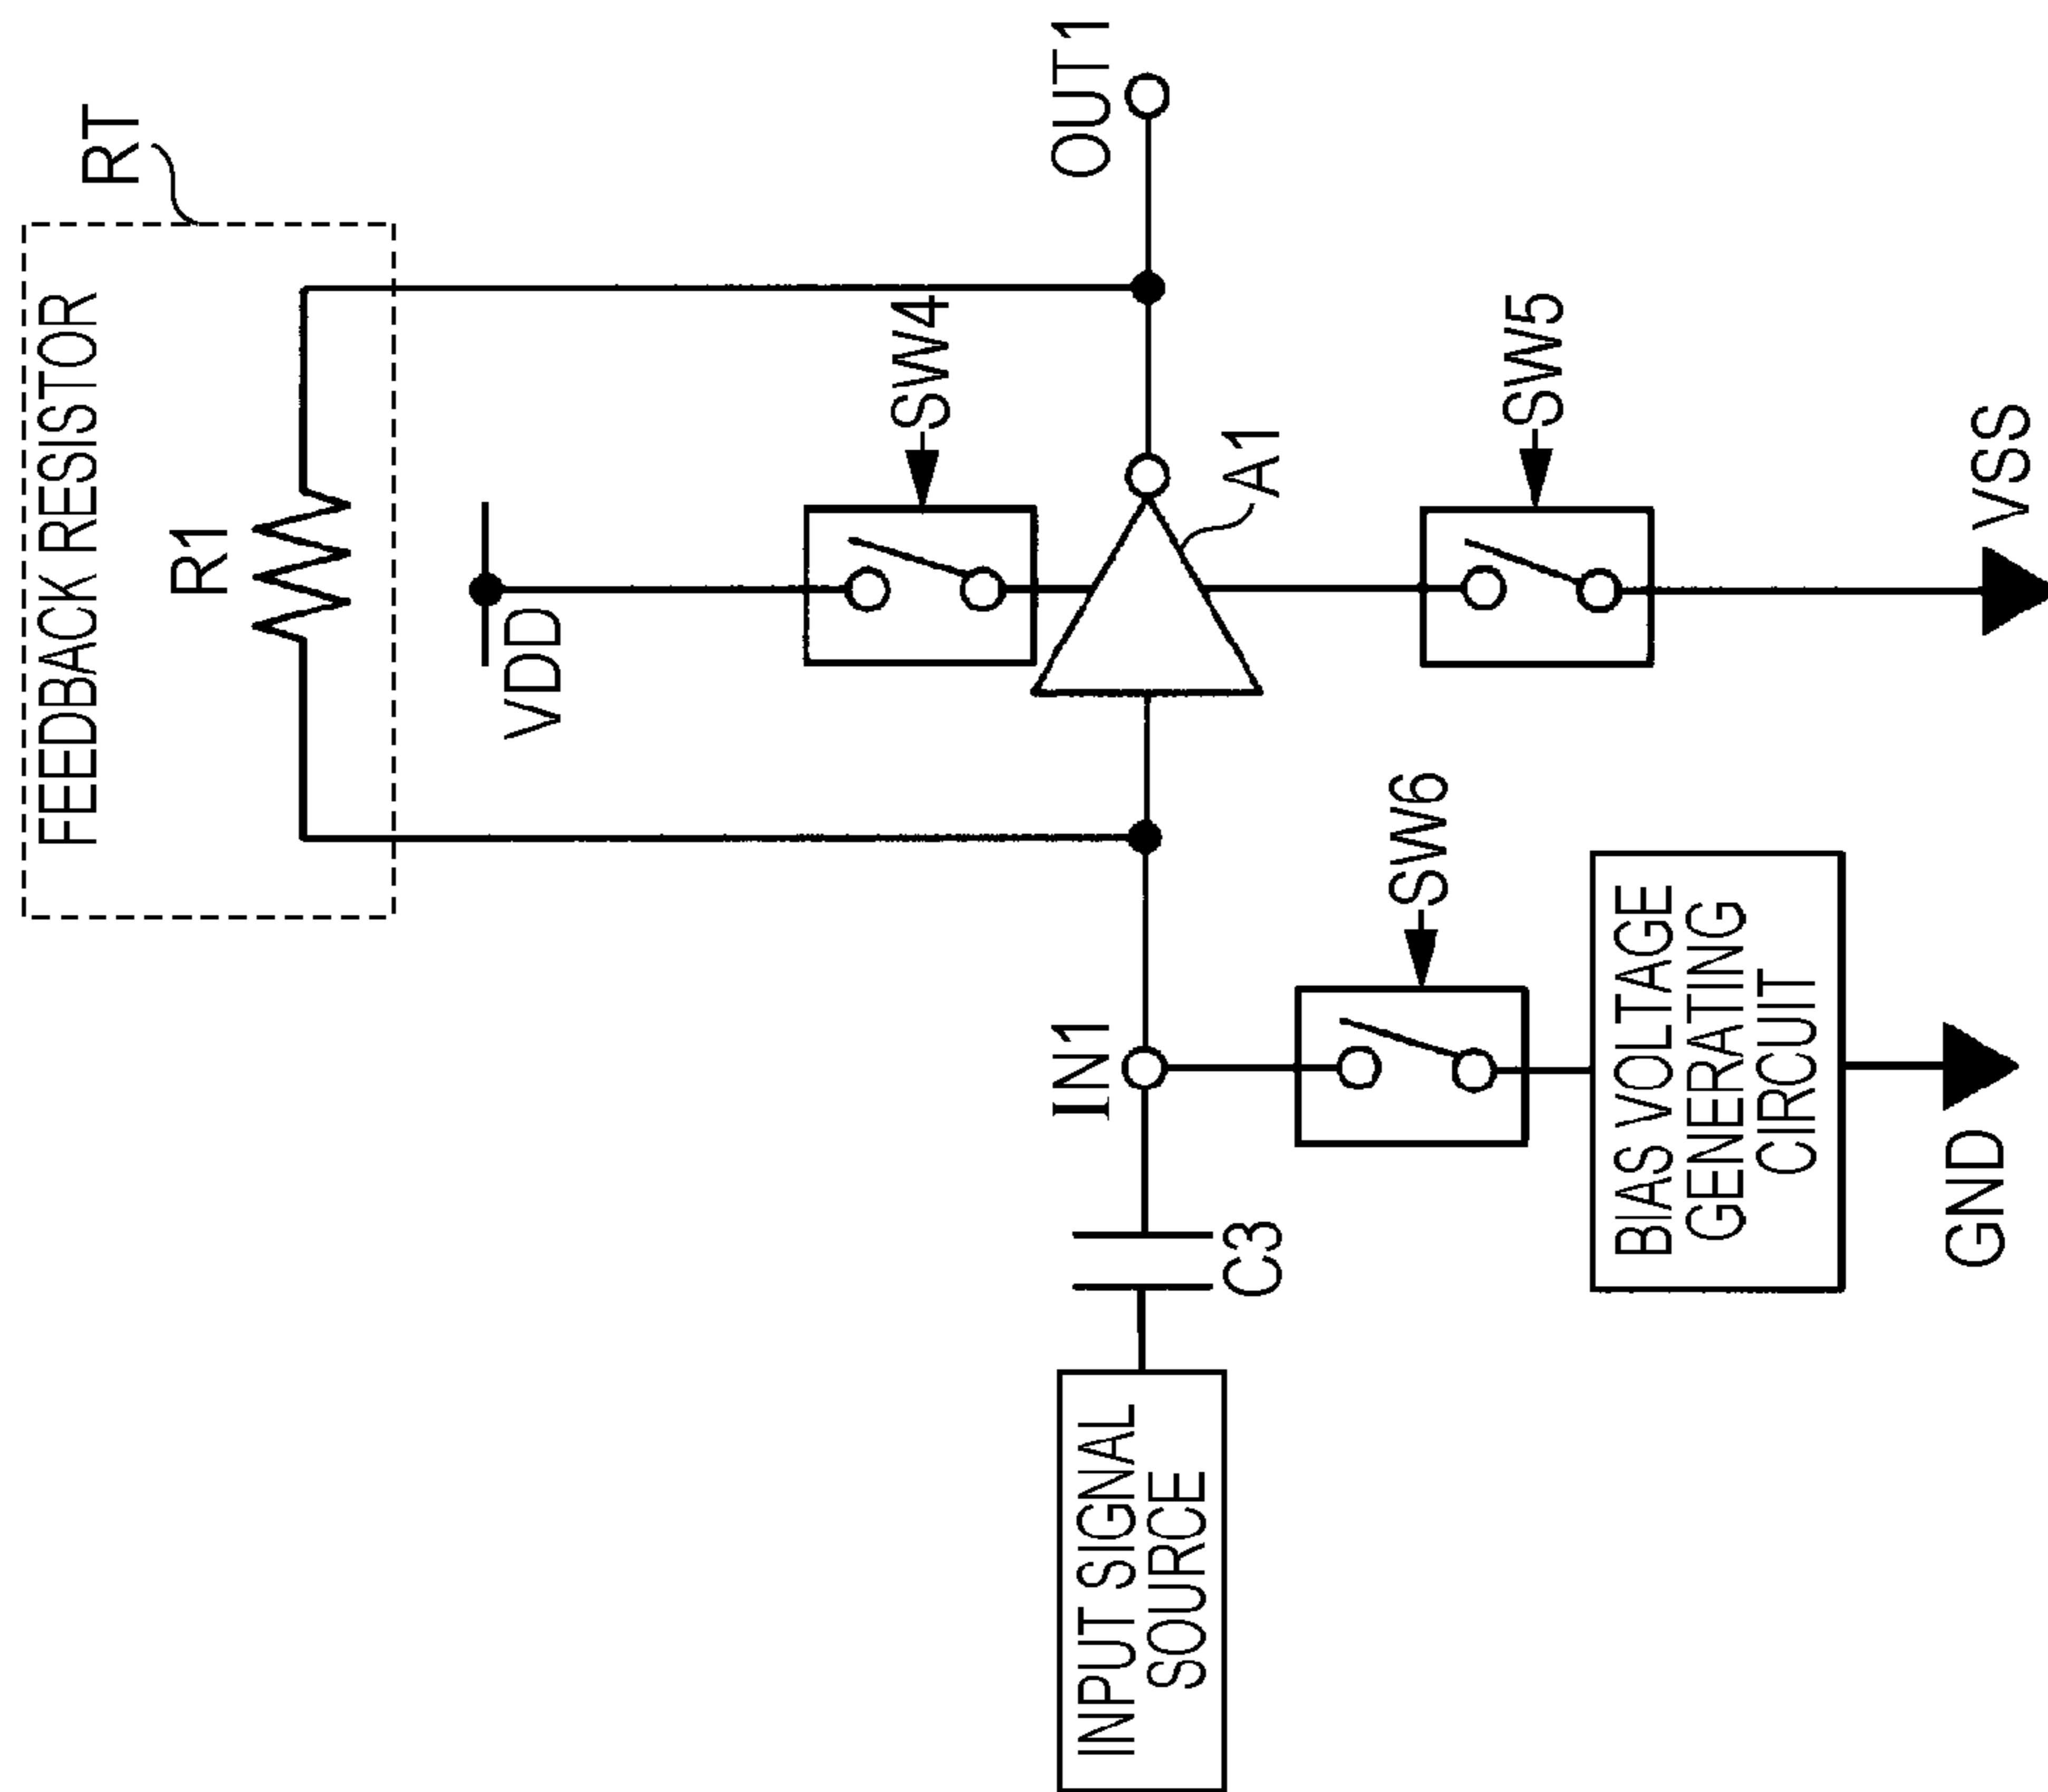 FEEDBACK RESISTOR
RT
R1
VDD
SW4
OUT1
A1
IN1
INPUT SIGNAL
SOURCE
C3
SW6
SW5
BIAS VOLTAGE
GENERATING
CIRCUIT
GND
VSS